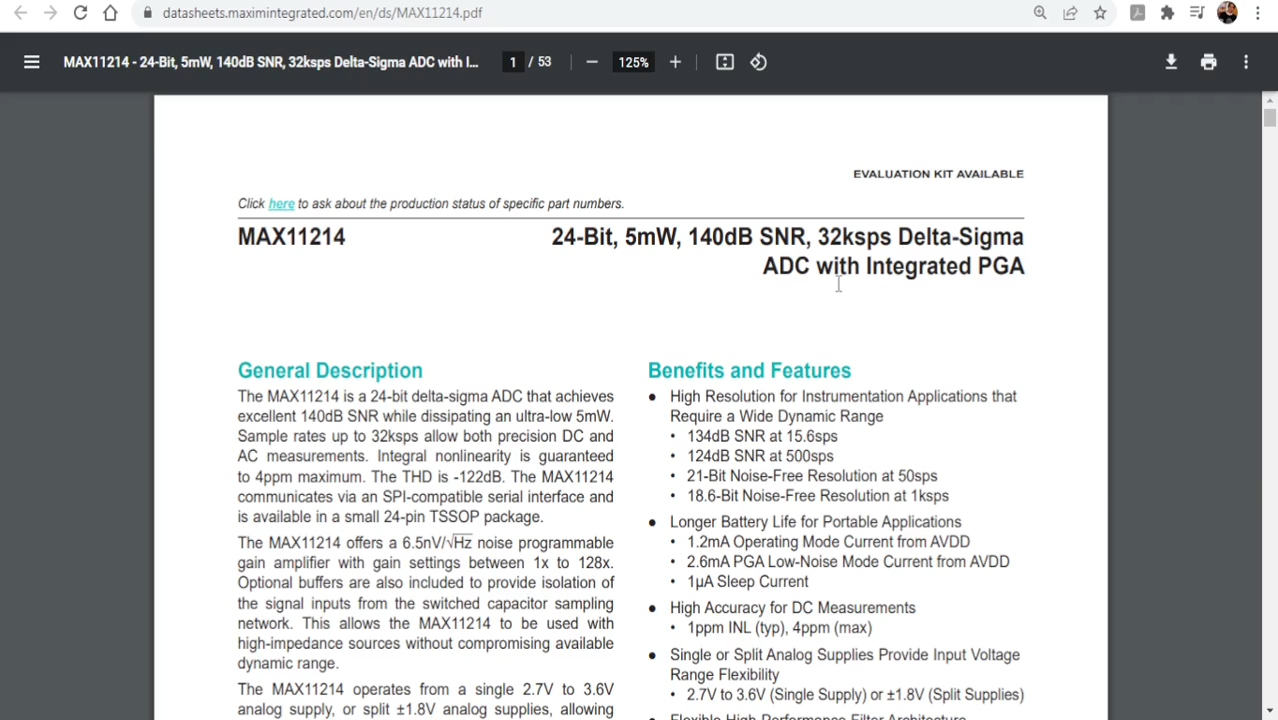 datasheets.maximintegrated.com/en/ds/MAX11214.pdf
MAX11214 - 24-Bit, 5mW, 140dB SNR, 32ksps Delta-Sigma ADC with I... 1 / 53 125%
EVALUATION KIT AVAILABLE
Click here to ask about the production status of specific part numbers.
MAX11214
24-Bit, 5mW, 140dB SNR, 32ksps Delta-Sigma
ADC with Integrated PGA
General Description
The MAX11214 is a 24-bit delta-sigma ADC that achieves
excellent 140dB SNR while dissipating an ultra-low 5mW.
Sample rates up to 32ksps allow both precision DC and
AC measurements. Integral nonlinearity is guaranteed
to 4ppm maximum. The THD is -122dB. The MAX11214
communicates via an SPI-compatible serial interface and
is available in a small 24-pin TSSOP package.
The MAX11214 offers a 6.5nV/√Hz noise programmable
gain amplifier with gain settings between 1x to 128x.
Optional buffers are also included to provide isolation of
the signal inputs from the switched capacitor sampling
network. This allows the MAX11214 to be used with
high-impedance sources without compromising available
dynamic range.
The MAX11214 operates from a single 2.7V to 3.6V
analog supply, or split ±1.8V analog supplies, allowing
Benefits and Features
● High Resolution for Instrumentation Applications that
Require a Wide Dynamic Range
• 134dB SNR at 15.6sps
• 124dB SNR at 500sps
• 21-Bit Noise-Free Resolution at 50sps
• 18.6-Bit Noise-Free Resolution at 1ksps
● Longer Battery Life for Portable Applications
• 1.2mA Operating Mode Current from AVDD
• 2.6mA PGA Low-Noise Mode Current from AVDD
• 1µA Sleep Current
● High Accuracy for DC Measurements
• 1ppm INL (typ), 4ppm (max)
● Single or Split Analog Supplies Provide Input Voltage
Range Flexibility
• 2.7V to 3.6V (Single Supply) or ±1.8V (Split Supplies)
● Flexible High Performance Filter Architecture